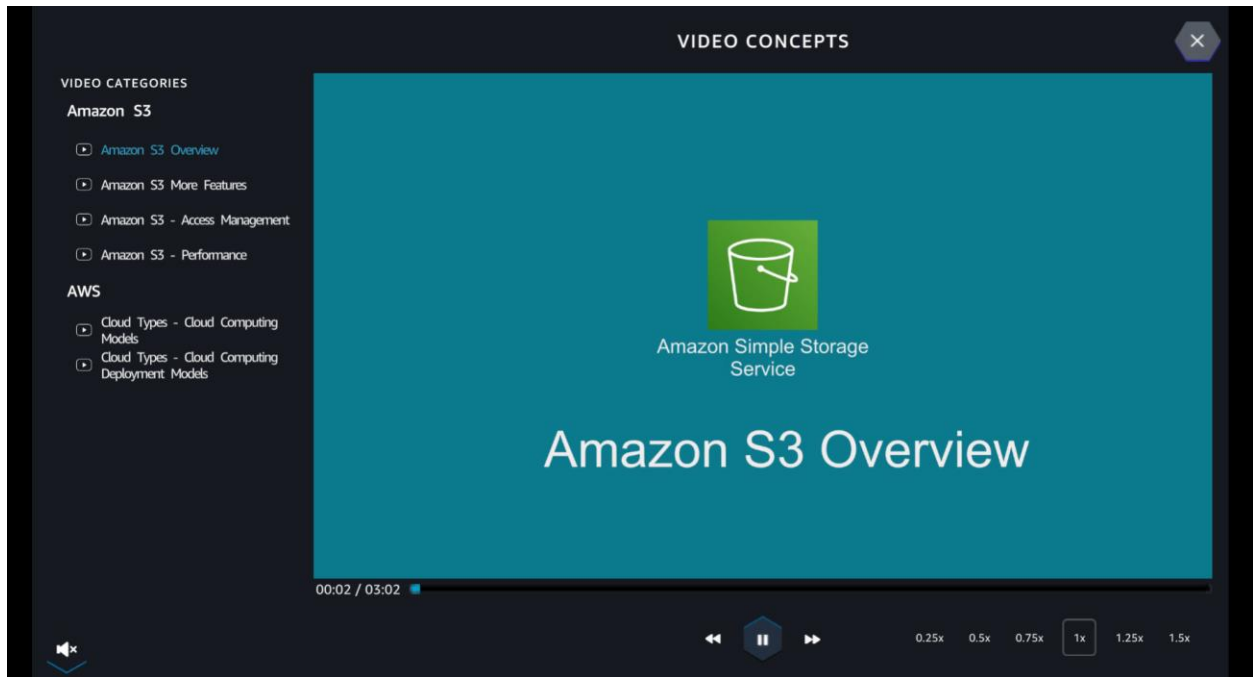 VIDEO CONCEPTS
VIDEO CATEGORIES
Amazon S3
Amazon S3 Overview
Amazon S3 More Features
Amazon S3 - Access Management
Amazon S3 - Performance
AWS
Cloud Types - Cloud Computing
Models
Cloud Types - Cloud Computing
Deployment Models
Amazon Simple Storage
Service
Amazon S3 Overview
00:02 / 03:02
0.25x 0.5x 0.75x 1x 1.25x 1.5x